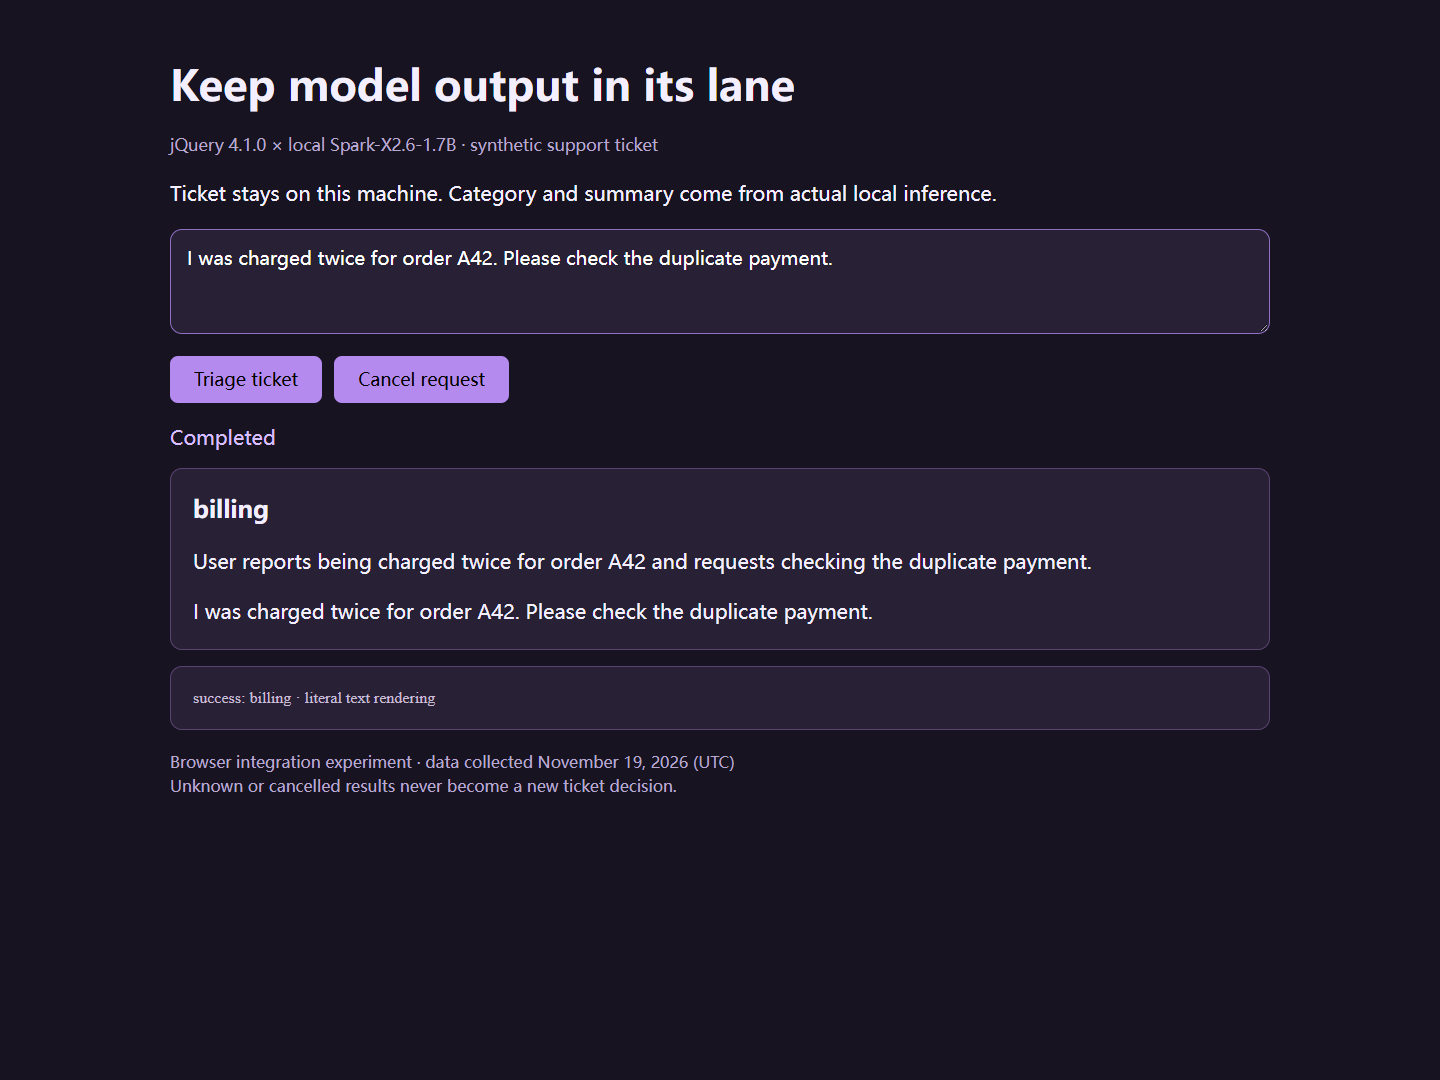 Keep model output in its lane
jQuery 4.1.0 × local Spark-X2.6-1.7B · synthetic support ticket
Ticket stays on this machine. Category and summary come from actual local inference.
I was charged twice for order A42. Please check the duplicate payment.
Triage ticket
Cancel request
Completed
billing
User reports being charged twice for order A42 and requests checking the duplicate payment.
I was charged twice for order A42. Please check the duplicate payment.
success: billing · literal text rendering
Browser integration experiment · data collected November 19, 2026 (UTC)
Unknown or cancelled results never become a new ticket decision.